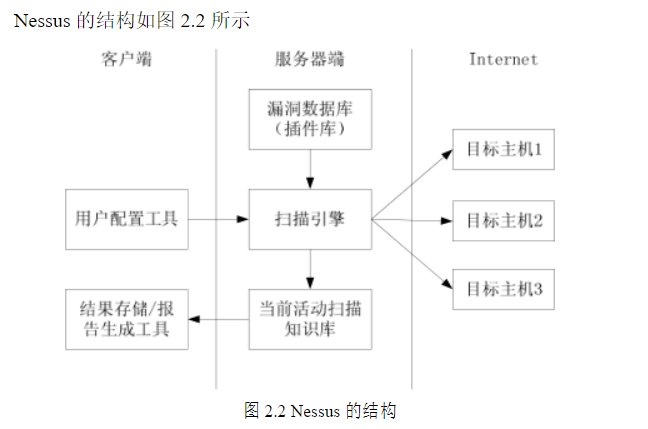 Nessus 的结构如图 2.2 所示
客户端
服务器端
Internet
漏洞数据库
（插件库）
目标主机1
用户配置工具
扫描引擎
目标主机2
目标主机3
结果存储/报
告生成工具
当前活动扫描
知识库
图 2.2 Nessus 的结构